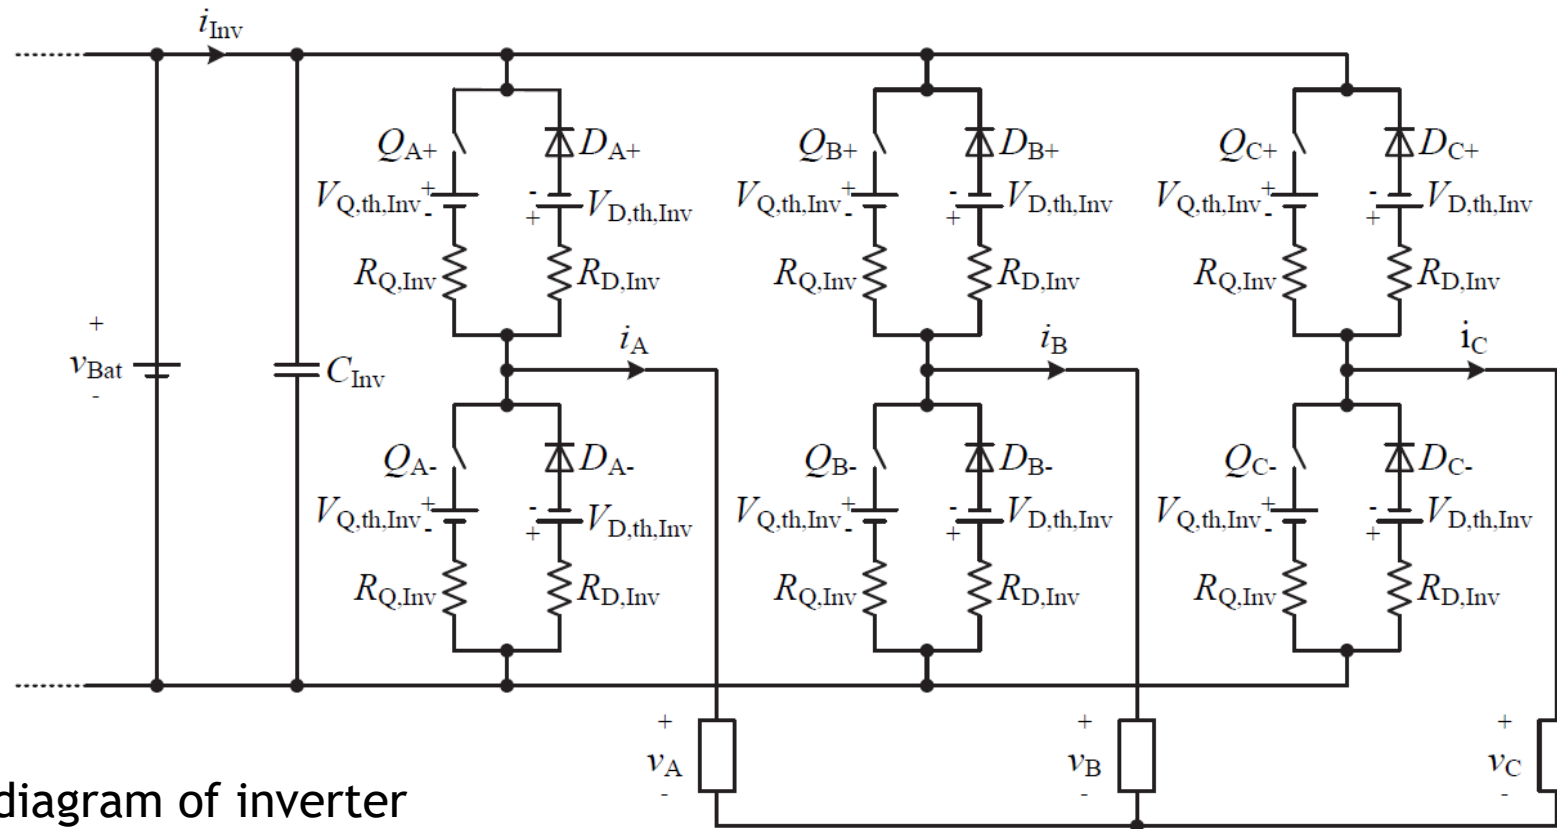 i_Inv
Q_A+ D_A+ Q_B+ D_B+ Q_C+ D_C+
V_Q,th,Inv + - - + V_D,th,Inv V_Q,th,Inv + - - + V_D,th,Inv V_Q,th,Inv + - - + V_D,th,Inv
R_Q,Inv R_D,Inv R_Q,Inv R_D,Inv R_Q,Inv R_D,Inv
+ i_A i_B i_C
v_Bat C_Inv
-
Q_A- D_A- Q_B- D_B- Q_C- D_C-
V_Q,th,Inv + - - + V_D,th,Inv V_Q,th,Inv + - - + V_D,th,Inv V_Q,th,Inv + - - + V_D,th,Inv
R_Q,Inv R_D,Inv R_Q,Inv R_D,Inv R_Q,Inv R_D,Inv
+ + +
v_A v_B v_C
- - -
diagram of inverter